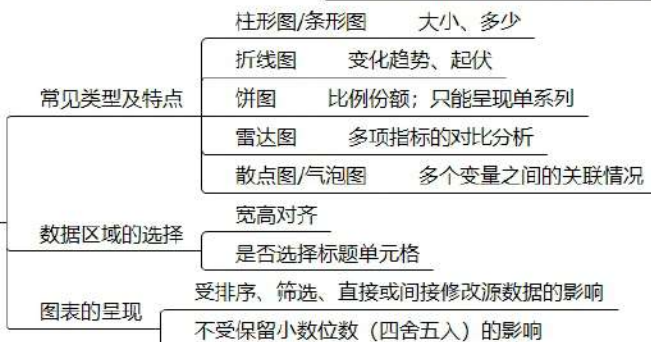 柱形图/条形图 大小、多少
折线图 变化趋势、起伏
常见类型及特点
饼图 比例份额；只能呈现单系列
雷达图 多项指标的对比分析
散点图/气泡图 多个变量之间的关联情况
数据区域的选择
宽高对齐
是否选择标题单元格
图表的呈现
受排序、筛选、直接或间接修改源数据的影响
不受保留小数位数（四舍五入）的影响